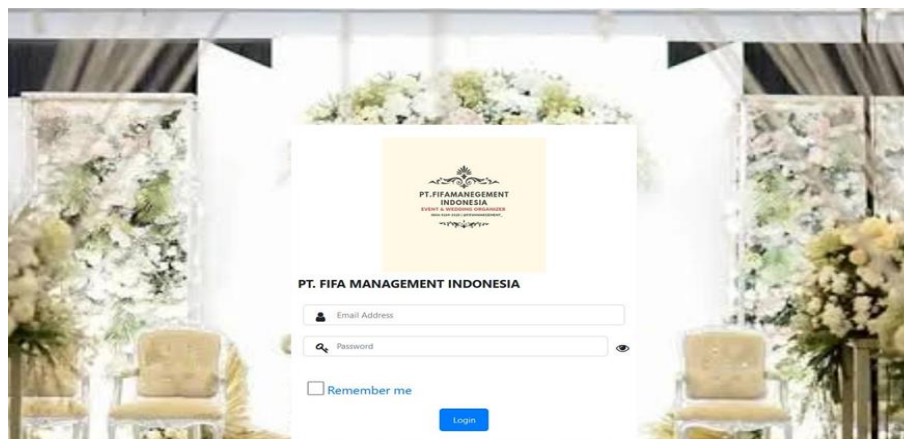 PT.FIFAMANEGEMENT
INDONESIA
EVENT & WEDDING ORGANIZER
PT. FIFA MANAGEMENT INDONESIA
Email Address
Password
Remember me
Login